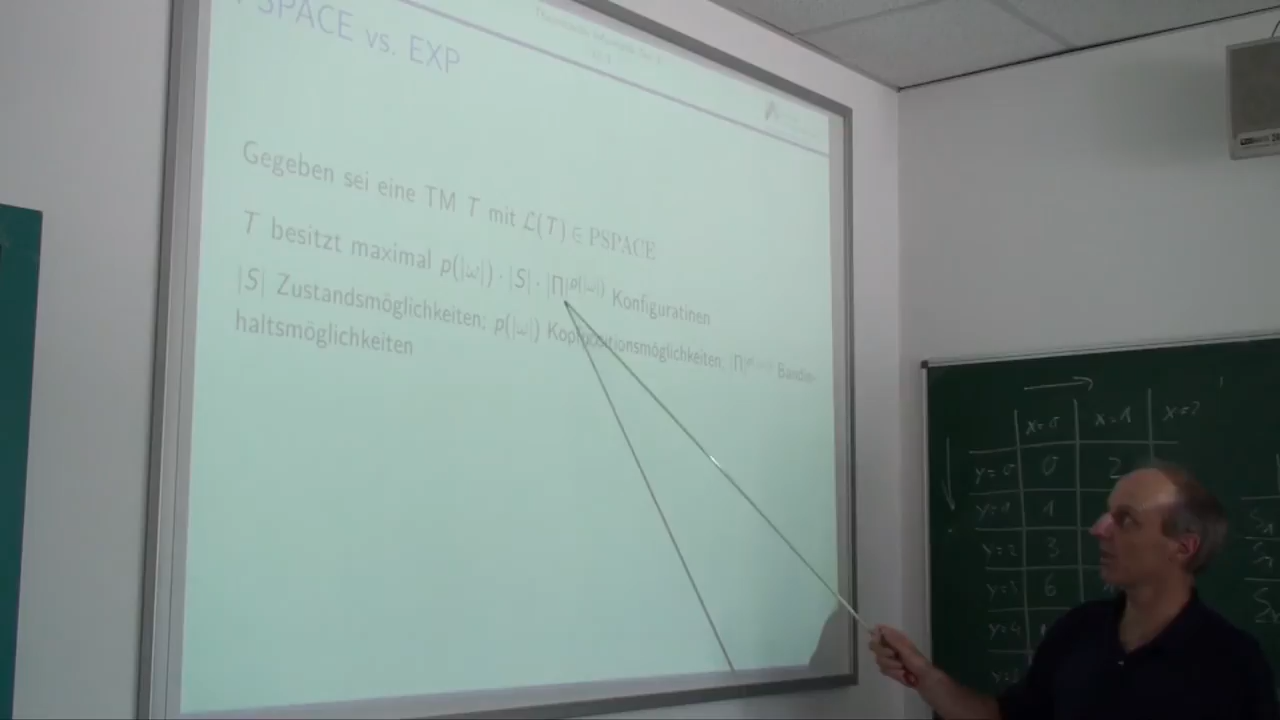 PSPACE vs. EXP
Gegeben sei eine TM T mit ℒ(T) ∈ PSPACE
T besitzt maximal p(|ω|) · |S| · |Π|^p(|ω|) Konfiguratinen
|S| Zustandsmöglichkeiten; p(|ω|) Kopfpositionsmöglichkeiten; |Π|^p(|ω|) Bandin-
haltsmöglichkeiten
x=0 x=1 x=2
y=0 0 2
y=1 1
y=2 3
y=3 6
y=4